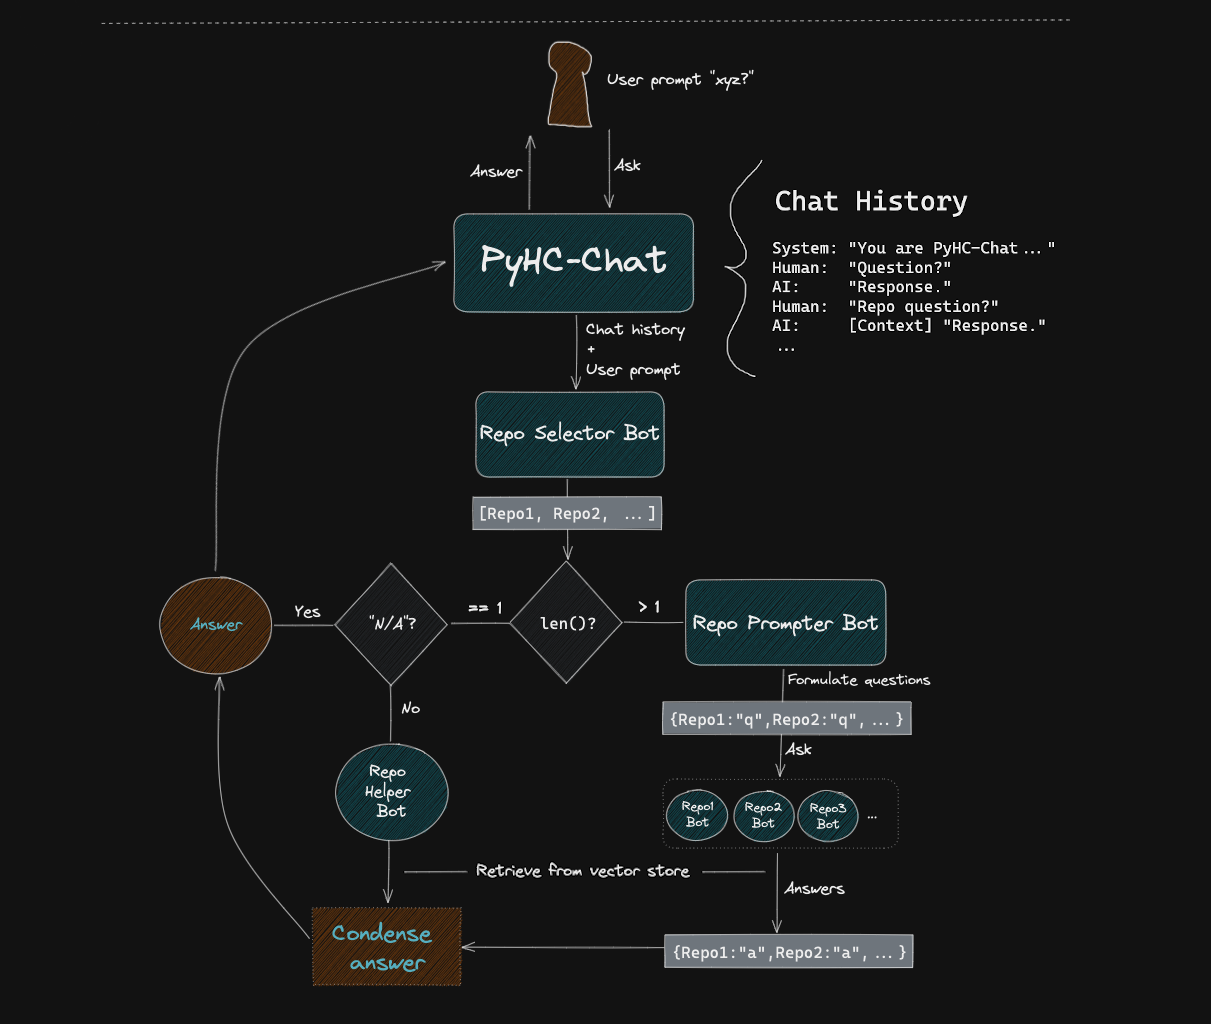 User prompt "xyz?"
Answer
Ask
PyHC-Chat
Chat History
System: "You are PyHC-Chat..."
Human: "Question?"
AI: "Response."
Human: "Repo question?"
AI: [Context] "Response."
...
Chat history
+
User prompt
Repo Selector Bot
[Repo1, Repo2, ...]
Answer
Yes
"N/A"?
== 1
len()?
> 1
Repo Prompter Bot
Formulate questions
No
{Repo1:"q",Repo2:"q",...}
Ask
Repo
Helper
Bot
Repo1
Bot
Repo2
Bot
Repo3
Bot
...
Retrieve from vector store
Answers
Condense
answer
{Repo1:"a",Repo2:"a",...}